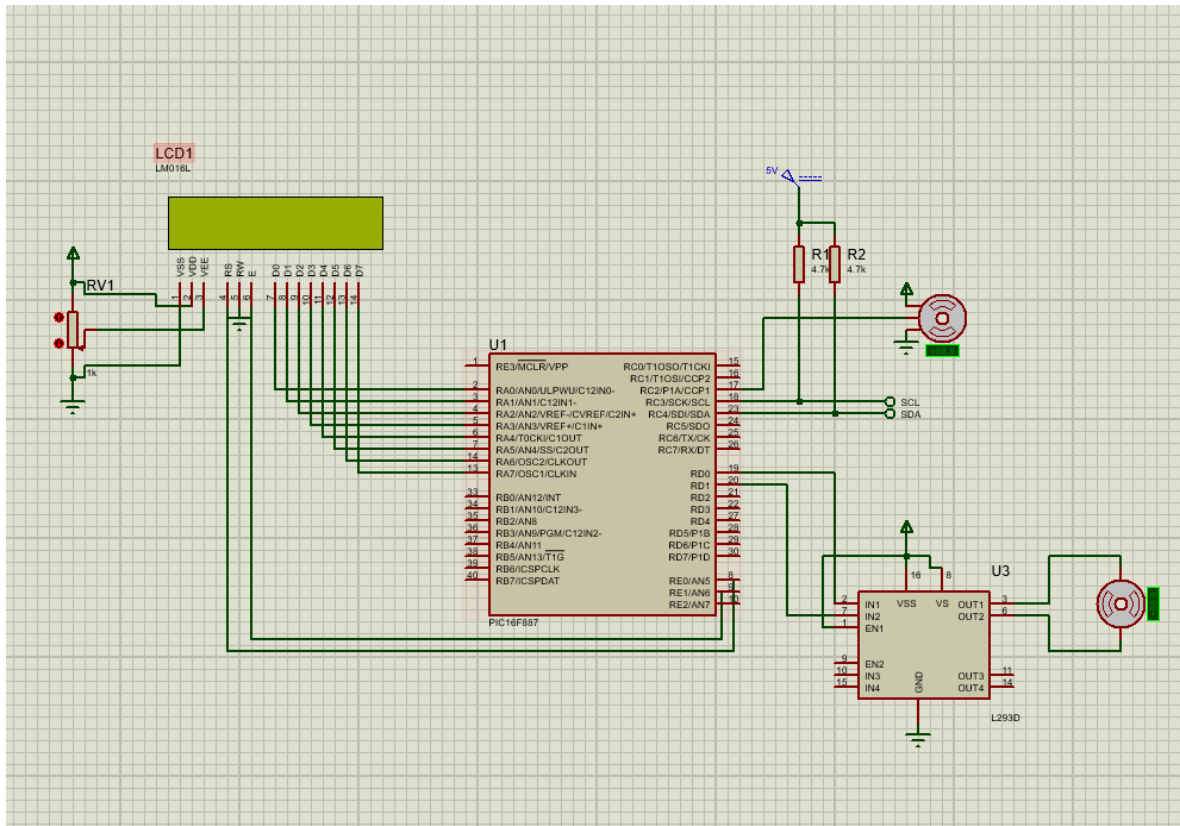 LCD1
LM016L
VSS VDD VEE RS RW E D0 D1 D2 D3 D4 D5 D6 D7
1 2 3 4 5 6 7 8 9 10 11 12 13 14
RV1
1k
5V
R1
4.7k
R2
4.7k
U1
1 RE3/MCLR/VPP
2 RA0/AN0/ULPWU/C12IN0-
3 RA1/AN1/C12IN1-
4 RA2/AN2/VREF-/CVREF/C2IN+
5 RA3/AN3/VREF+/C1IN+
6 RA4/T0CKI/C1OUT
7 RA5/AN4/SS/C2OUT
14 RA6/OSC2/CLKOUT
13 RA7/OSC1/CLKIN
33 RB0/AN12/INT
34 RB1/AN10/C12IN3-
35 RB2/AN8
36 RB3/AN9/PGM/C12IN2-
37 RB4/AN11
38 RB5/AN13/T1G
39 RB6/ICSPCLK
40 RB7/ICSPDAT
RC0/T1OSO/T1CKI 15
RC1/T1OSI/CCP2 16
RC2/P1A/CCP1 17
RC3/SCK/SCL 18
RC4/SDI/SDA 23
RC5/SDO 24
RC6/TX/CK 25
RC7/RX/DT 26
RD0 19
RD1 20
RD2 21
RD3 22
RD4 27
RD5/P1B 28
RD6/P1C 29
RD7/P1D 30
RE0/AN5 8
RE1/AN6 9
RE2/AN7 10
PIC16F887
SCL
SDA
U3
16 8
VSS VS
2 IN1
7 IN2
1 EN1
9 EN2
10 IN3
15 IN4
OUT1 3
OUT2 6
OUT3 11
OUT4 14
GND
L293D